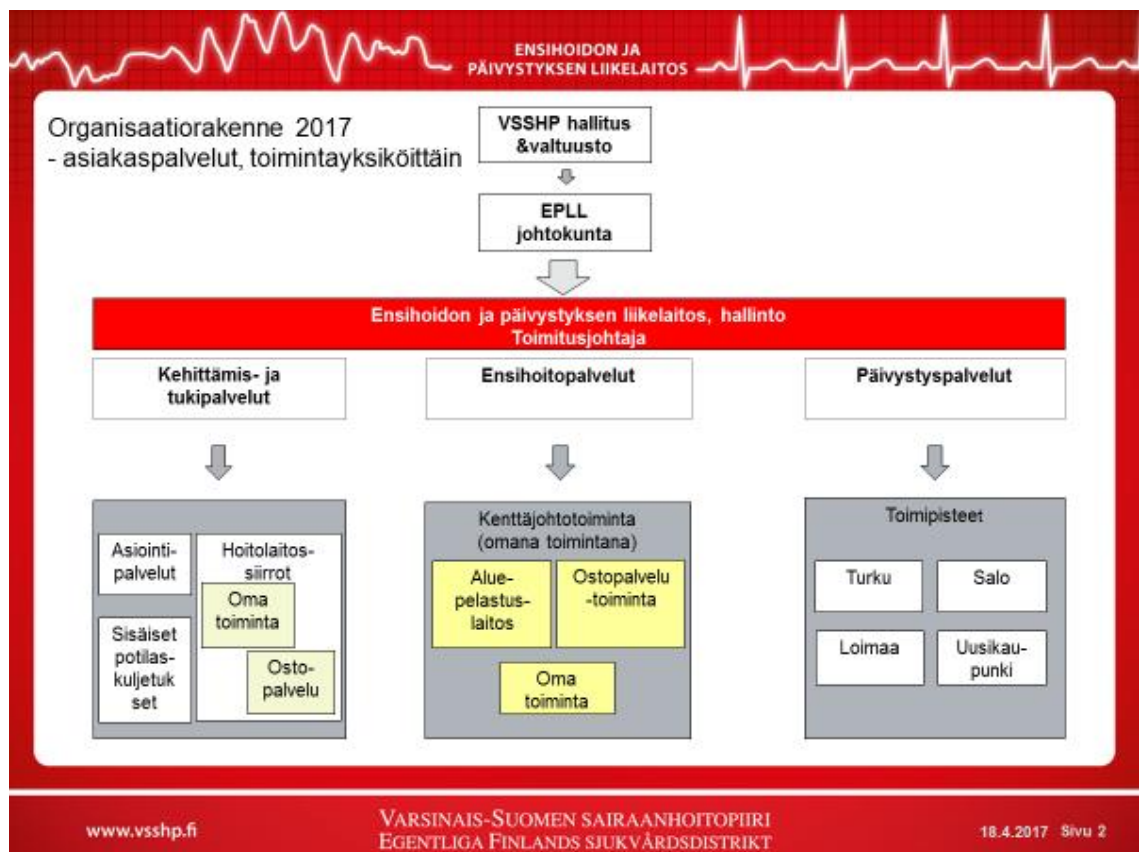 ENSIHOIDON JA
PÄIVYSTYKSEN LIIKELAITOS
Organisaatiorakenne 2017
- asiakaspalvelut, toimintayksiköittäin
VSSHP hallitus
&valtuusto
EPLL
johtokunta
Ensihoidon ja päivystyksen liikelaitos, hallinto
Toimitusjohtaja
Kehittämis- ja
tukipalvelut
Ensihoitopalvelut
Päivystyspalvelut
Asiointi-
palvelut
Hoitolaitos-
siirrot
Oma
toiminta
Sisäiset
potilas-
kuljetuk
set
Osto-
palvelu
Kenttäjohtotoiminta
(omana toimintana)
Alue-
pelastus-
laitos
Ostopalvelu
-toiminta
Oma
toiminta
Toimipisteet
Turku
Salo
Loimaa
Uusikau-
punki
www.vsshp.fi
VARSINAIS-SUOMEN SAIRAANHOITOPIIRI
EGENTLIGA FINLANDS SJUKVÅRDSDISTRIKT
18.4.2017 Sivu 2